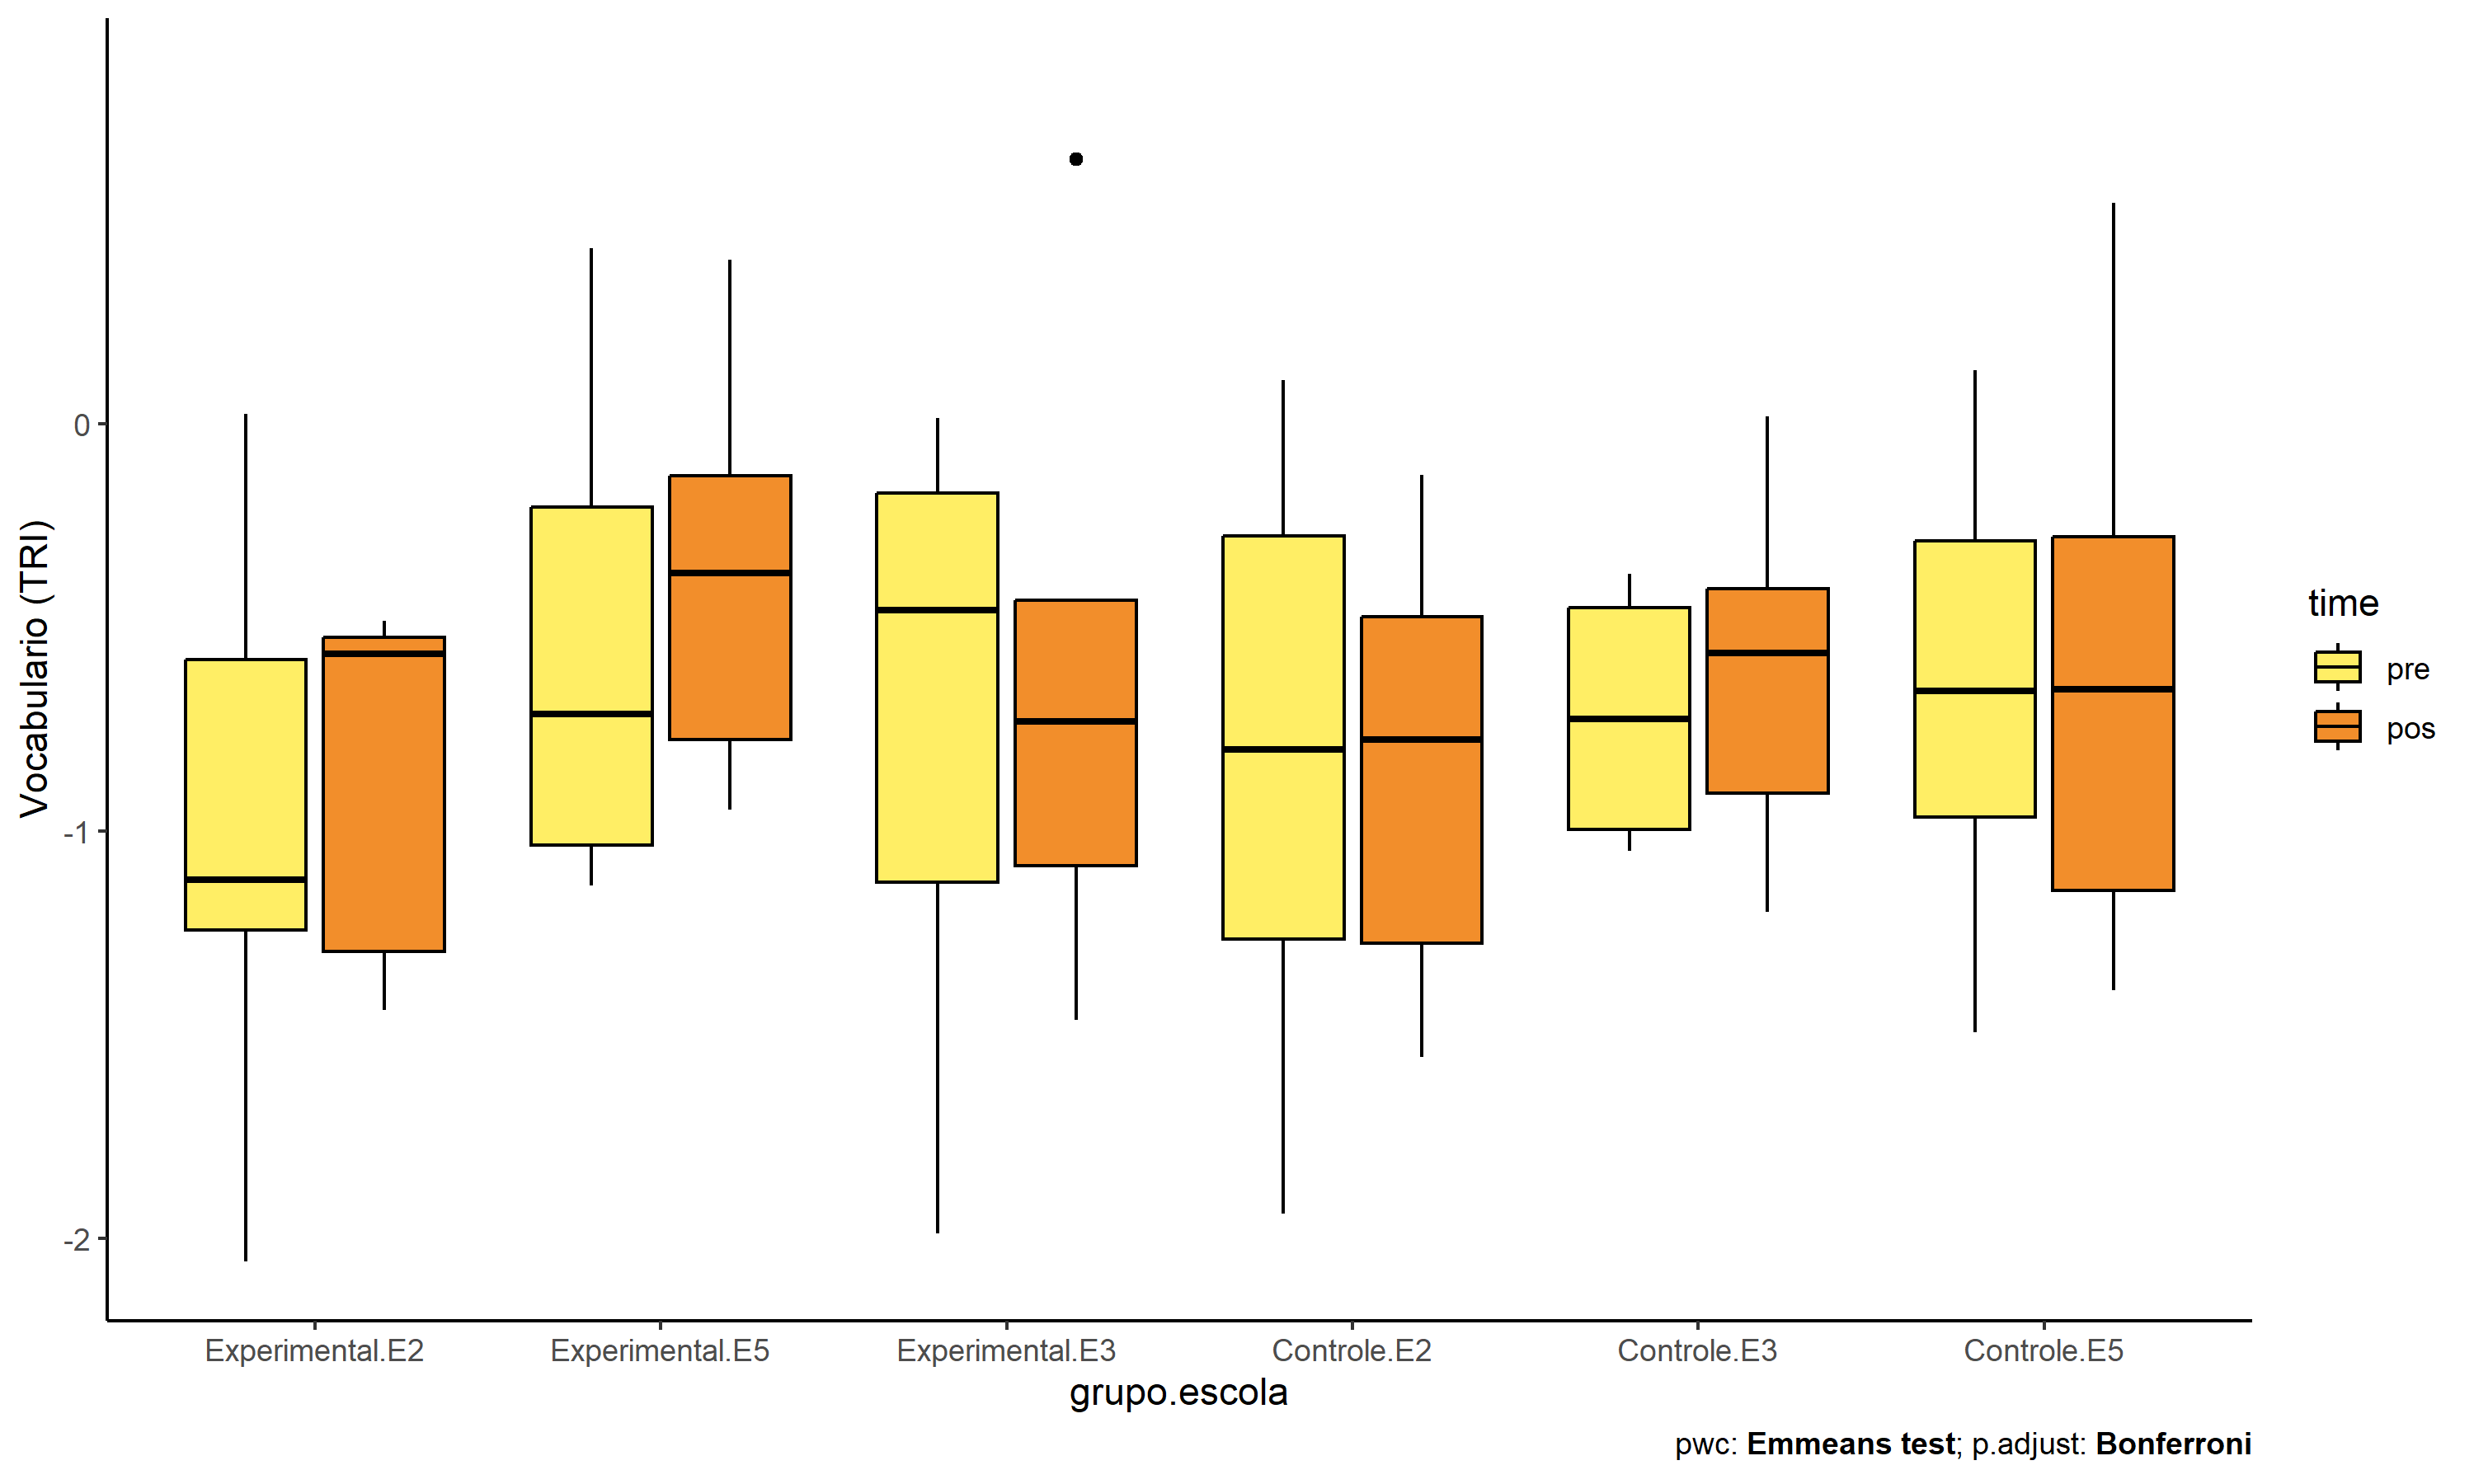 Vocabulario (TRI)
0
-1
-2
Experimental.E2
Experimental.E5
Experimental.E3
Controle.E2
Controle.E3
Controle.E5
grupo.escola
time
pre
pos
pwc: Emmeans test; p.adjust: Bonferroni